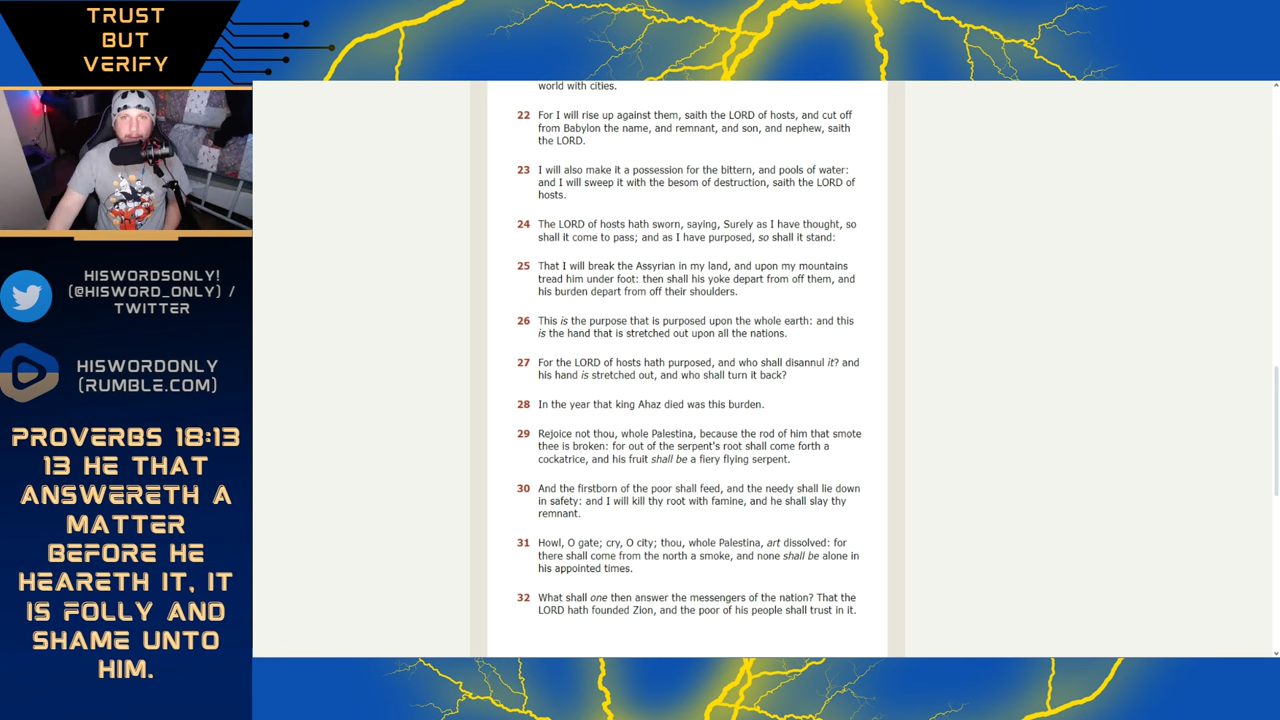 TRUST
BUT
VERIFY
HISWORDSONLY!
(@HISWORD_ONLY) /
TWITTER
HISWORDONLY
(RUMBLE.COM)
PROVERBS 18:13
13 HE THAT
ANSWERETH A
MATTER
BEFORE HE
HEARETH IT, IT
IS FOLLY AND
SHAME UNTO
HIM.
world with cities.
22 For I will rise up against them, saith the LORD of hosts, and cut off
from Babylon the name, and remnant, and son, and nephew, saith
the LORD.
23 I will also make it a possession for the bittern, and pools of water:
and I will sweep it with the besom of destruction, saith the LORD of
hosts.
24 The LORD of hosts hath sworn, saying, Surely as I have thought, so
shall it come to pass; and as I have purposed, so shall it stand:
25 That I will break the Assyrian in my land, and upon my mountains
tread him under foot: then shall his yoke depart from off them, and
his burden depart from off their shoulders.
26 This is the purpose that is purposed upon the whole earth: and this
is the hand that is stretched out upon all the nations.
27 For the LORD of hosts hath purposed, and who shall disannul it? and
his hand is stretched out, and who shall turn it back?
28 In the year that king Ahaz died was this burden.
29 Rejoice not thou, whole Palestina, because the rod of him that smote
thee is broken: for out of the serpent's root shall come forth a
cockatrice, and his fruit shall be a fiery flying serpent.
30 And the firstborn of the poor shall feed, and the needy shall lie down
in safety: and I will kill thy root with famine, and he shall slay thy
remnant.
31 Howl, O gate; cry, O city; thou, whole Palestina, art dissolved: for
there shall come from the north a smoke, and none shall be alone in
his appointed times.
32 What shall one then answer the messengers of the nation? That the
LORD hath founded Zion, and the poor of his people shall trust in it.